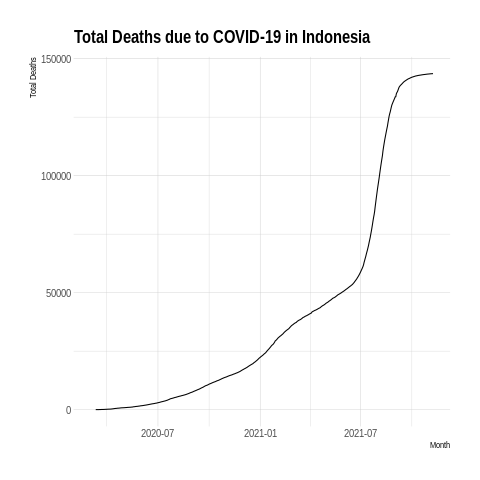 Total Deaths due to COVID-19 in Indonesia
Total Deaths
150000
100000
50000
0
2020-07 2021-01 2021-07
Month